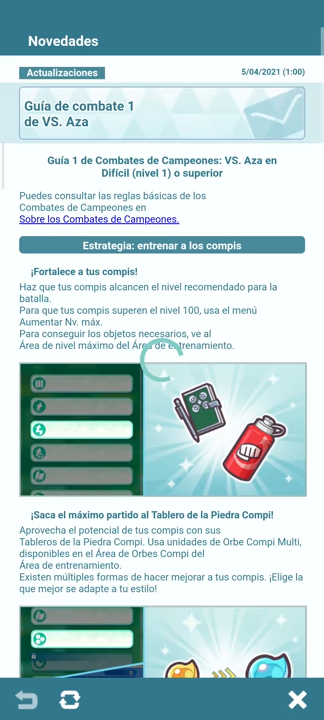 Novedades
Actualizaciones
5/04/2021 (1:00)
Guía de combate 1
de VS. Aza
Guía 1 de Combates de Campeones: VS. Aza en
Difícil (nivel 1) o superior
Puedes consultar las reglas básicas de los
Combates de Campeones en
Sobre los Combates de Campeones.
Estrategia: entrenar a los compis
¡Fortalece a tus compis!
Haz que tus compis alcancen el nivel recomendado para la
batalla.
Para que tus compis superen el nivel 100, usa el menú
Aumentar Nv. máx.
Para conseguir los objetos necesarios, ve al
Área de nivel máximo del Área de entrenamiento.
¡Saca el máximo partido al Tablero de la Piedra Compi!
Aprovecha el potencial de tus compis con sus
Tableros de la Piedra Compi. Usa unidades de Orbe Compi Multi,
disponibles en el Área de Orbes Compi del
Área de entrenamiento.
Existen múltiples formas de hacer mejorar a tus compis. ¡Elige la
que mejor se adapte a tu estilo!